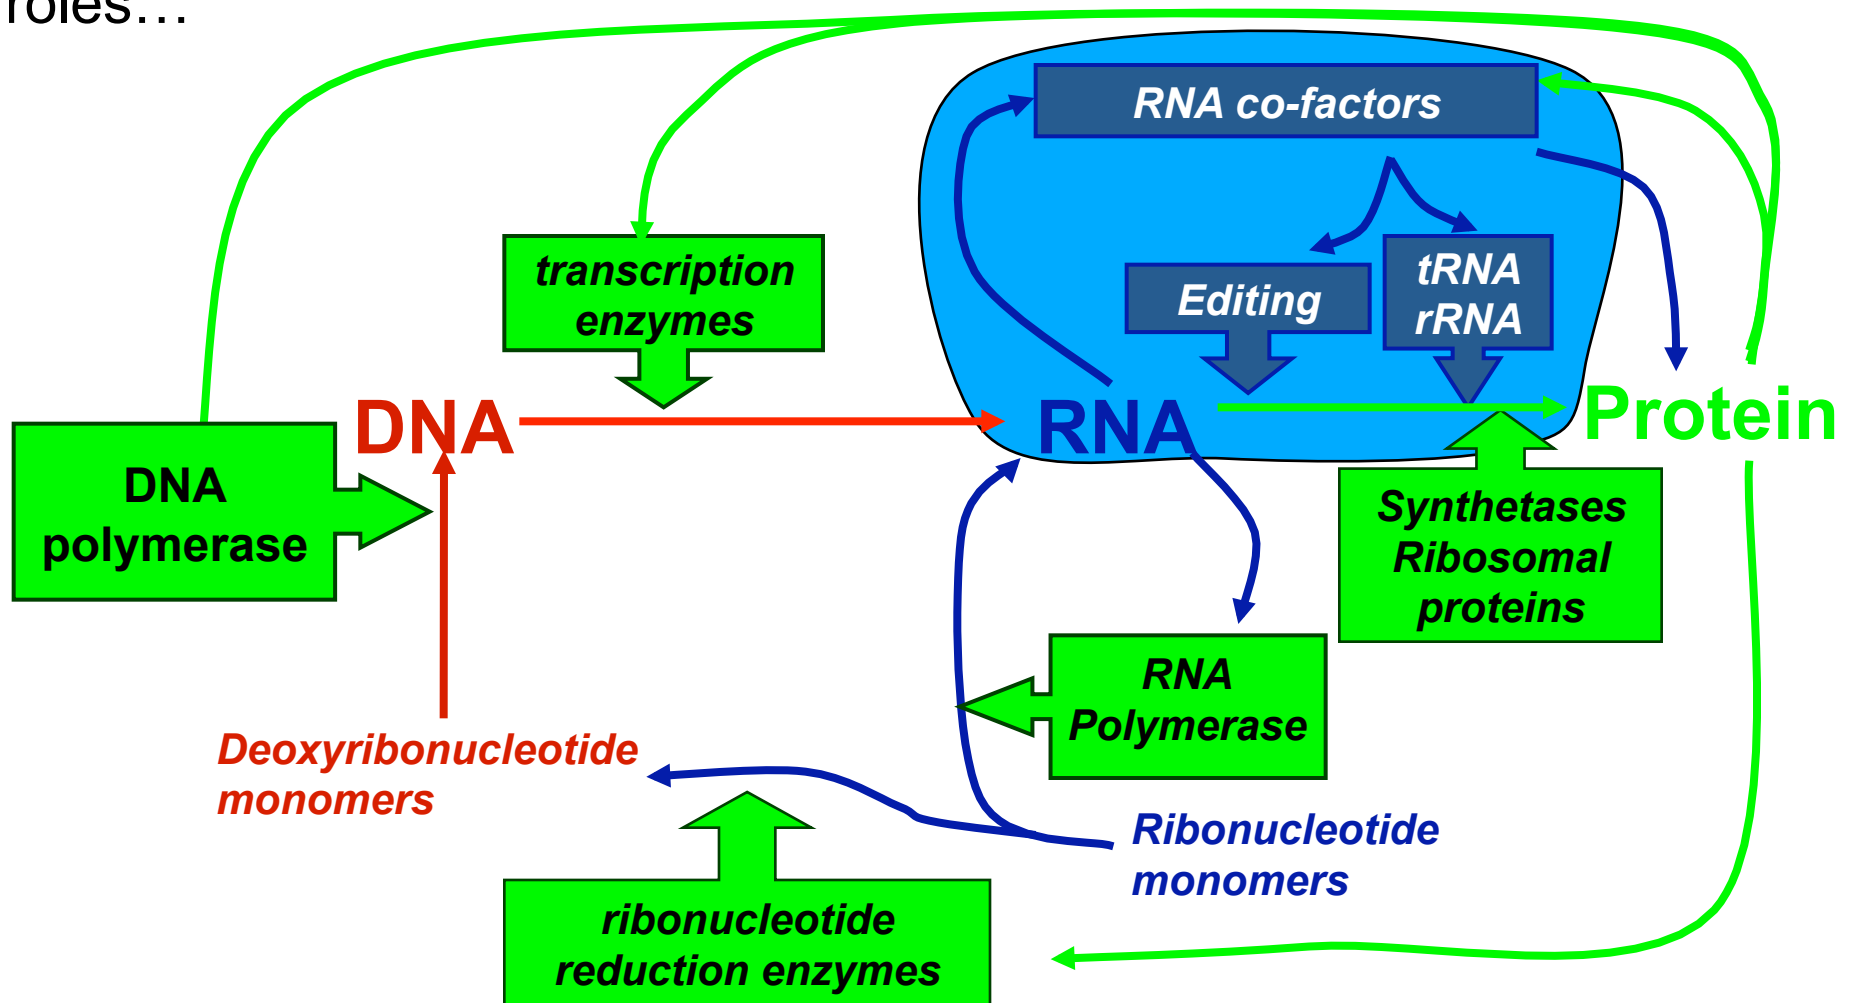 roles…
RNA co-factors
transcription
enzymes
Editing
tRNA
rRNA
DNA
RNA
Protein
DNA
polymerase
Synthetases
Ribosomal
proteins
RNA
Polymerase
Deoxyribonucleotide
monomers
Ribonucleotide
monomers
ribonucleotide
reduction enzymes